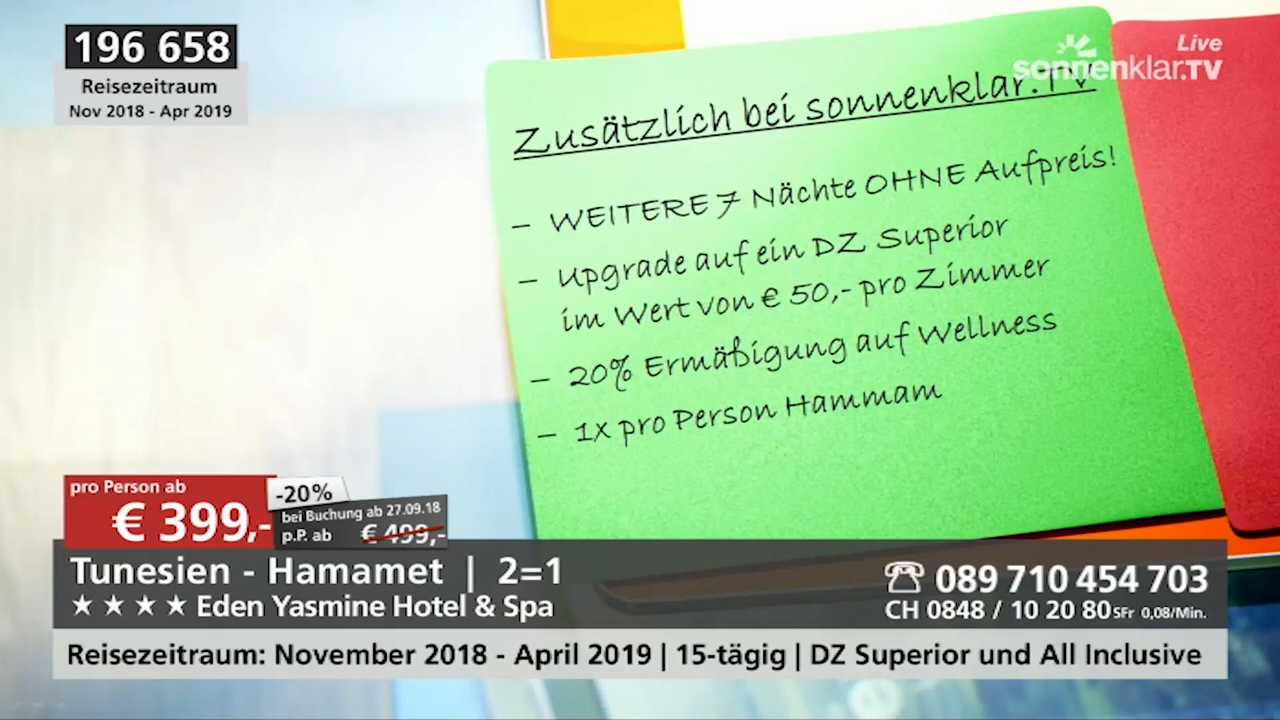 196 658
Reisezeitraum
Nov 2018 - Apr 2019
Live
sonnenklar.TV
Zusätzlich bei sonnenklar.TV
– WEITERE 7 Nächte OHNE Aufpreis!
– Upgrade auf ein DZ Superior
im Wert von € 50,- pro Zimmer
– 20% Ermäßigung auf Wellness
– 1x pro Person Hammam
pro Person ab
€ 399,-
-20%
bei Buchung ab 27.09.18
p.P. ab € 499,-
Tunesien - Hamamet | 2=1
★ ★ ★ ★ Eden Yasmine Hotel & Spa
089 710 454 703
CH 0848 / 10 20 80 SFr 0,08/Min.
Reisezeitraum: November 2018 - April 2019 | 15-tägig | DZ Superior und All Inclusive